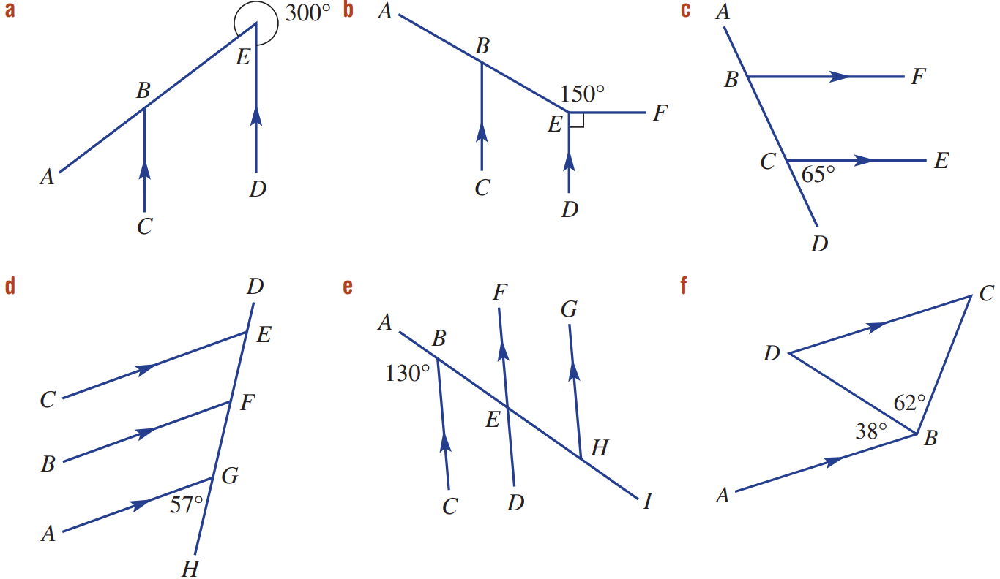 a
300°
E
B
A
D
C
b
A
B
150°
E
F
C
D
c
A
B
F
C
E
65°
D
d
D
E
C
F
B
G
57°
A
H
e
F
A
G
B
130°
E
H
C
D
I
f
C
D
62°
38°
B
A